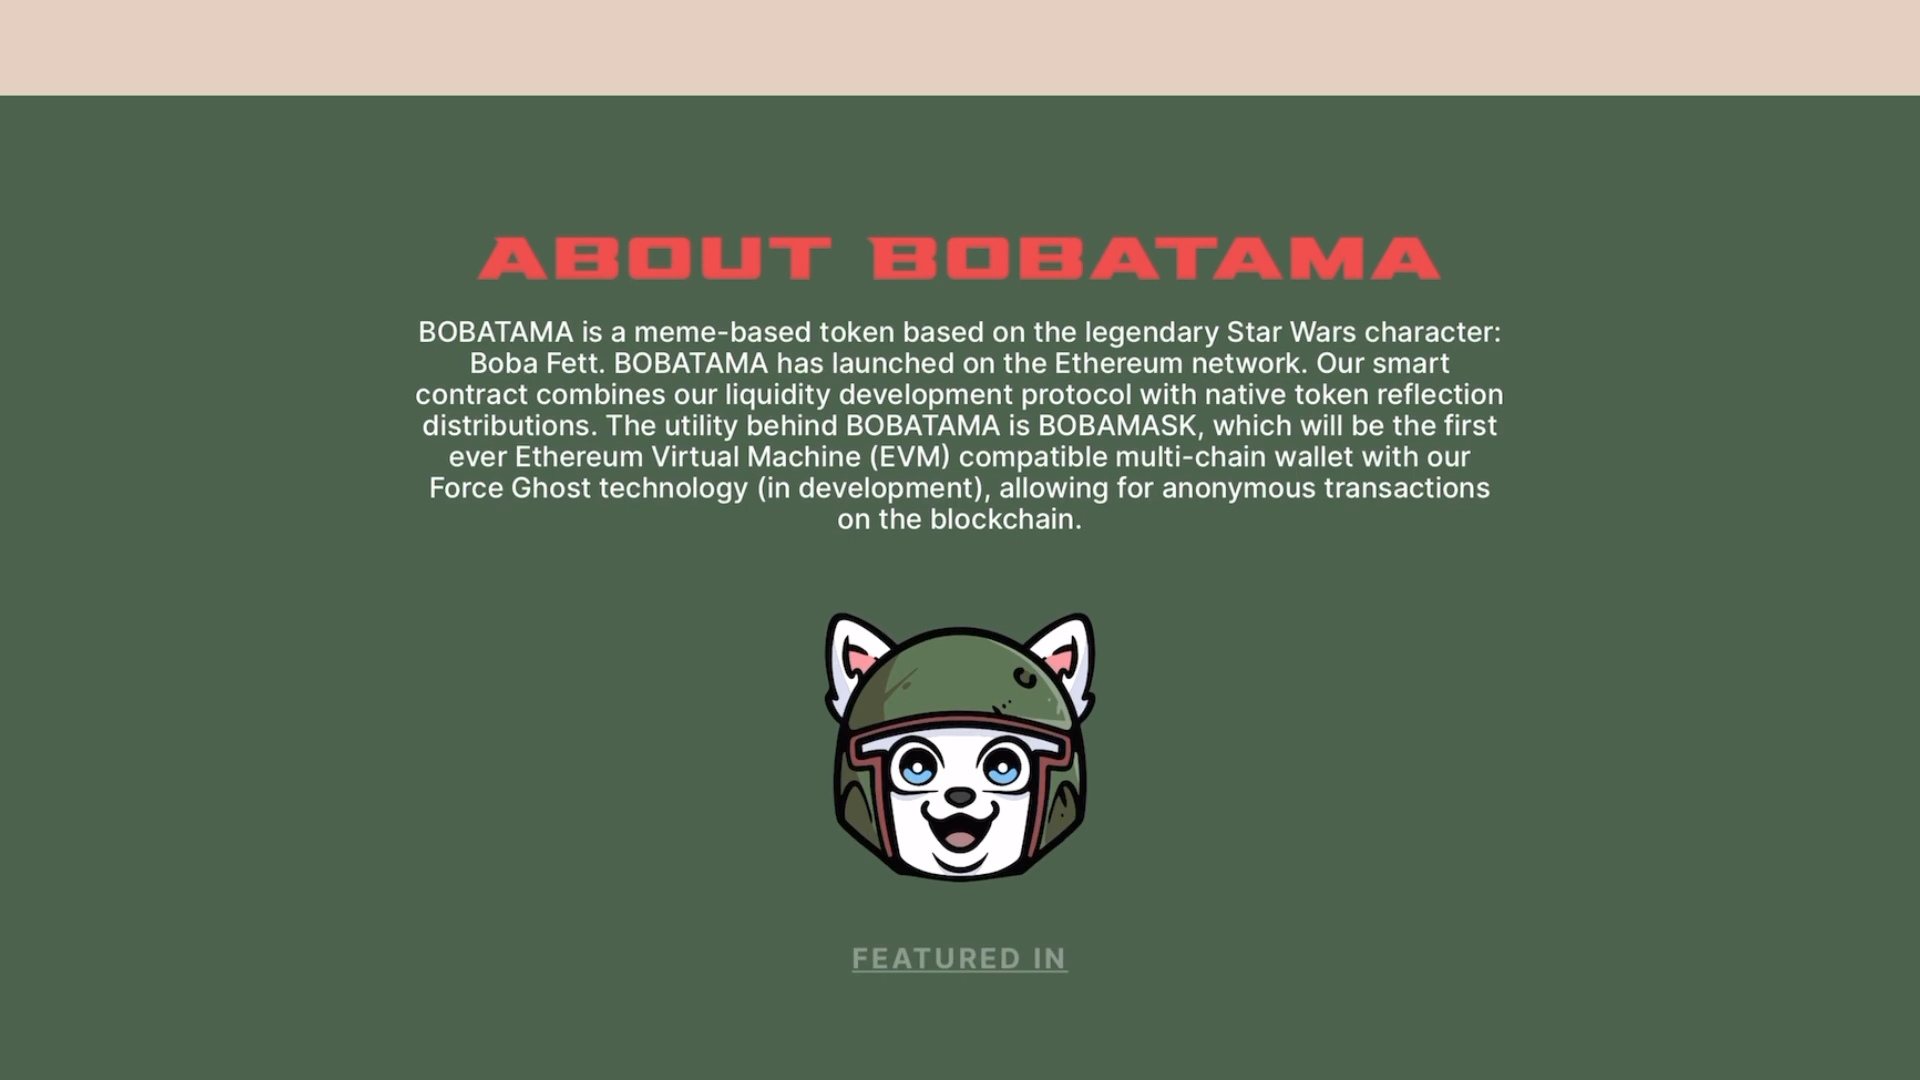 ABOUT BOBATAMA
BOBATAMA is a meme-based token based on the legendary Star Wars character:
Boba Fett. BOBATAMA has launched on the Ethereum network. Our smart
contract combines our liquidity development protocol with native token reflection
distributions. The utility behind BOBATAMA is BOBAMASK, which will be the first
ever Ethereum Virtual Machine (EVM) compatible multi-chain wallet with our
Force Ghost technology (in development), allowing for anonymous transactions
on the blockchain.
FEATURED IN